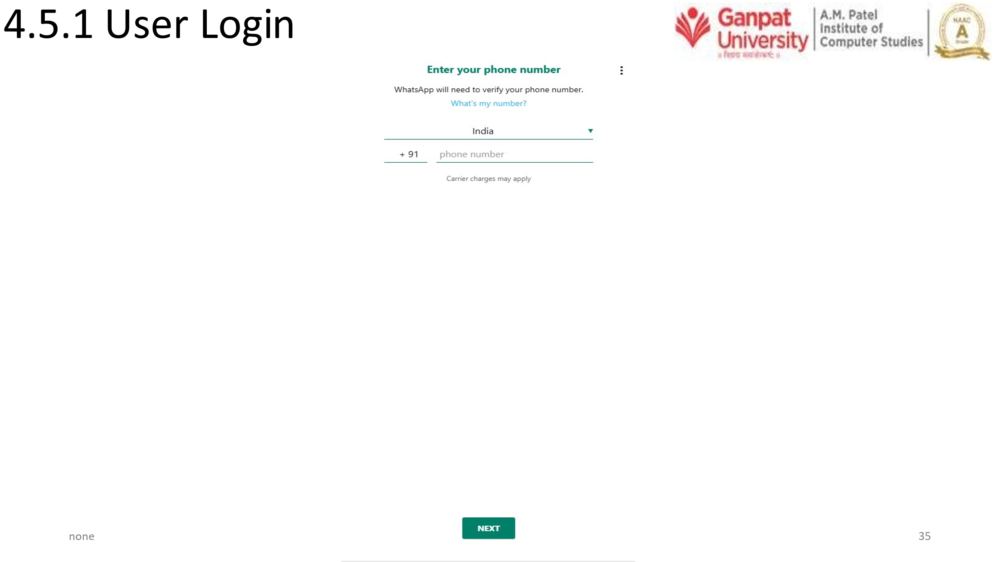 4.5.1 User Login
Ganpat
University
A.M. Patel
Institute of
Computer Studies
NAAC
A
Enter your phone number
WhatsApp will need to verify your phone number.
What's my number?
India
+ 91 phone number
Carrier charges may apply
NEXT
none
35